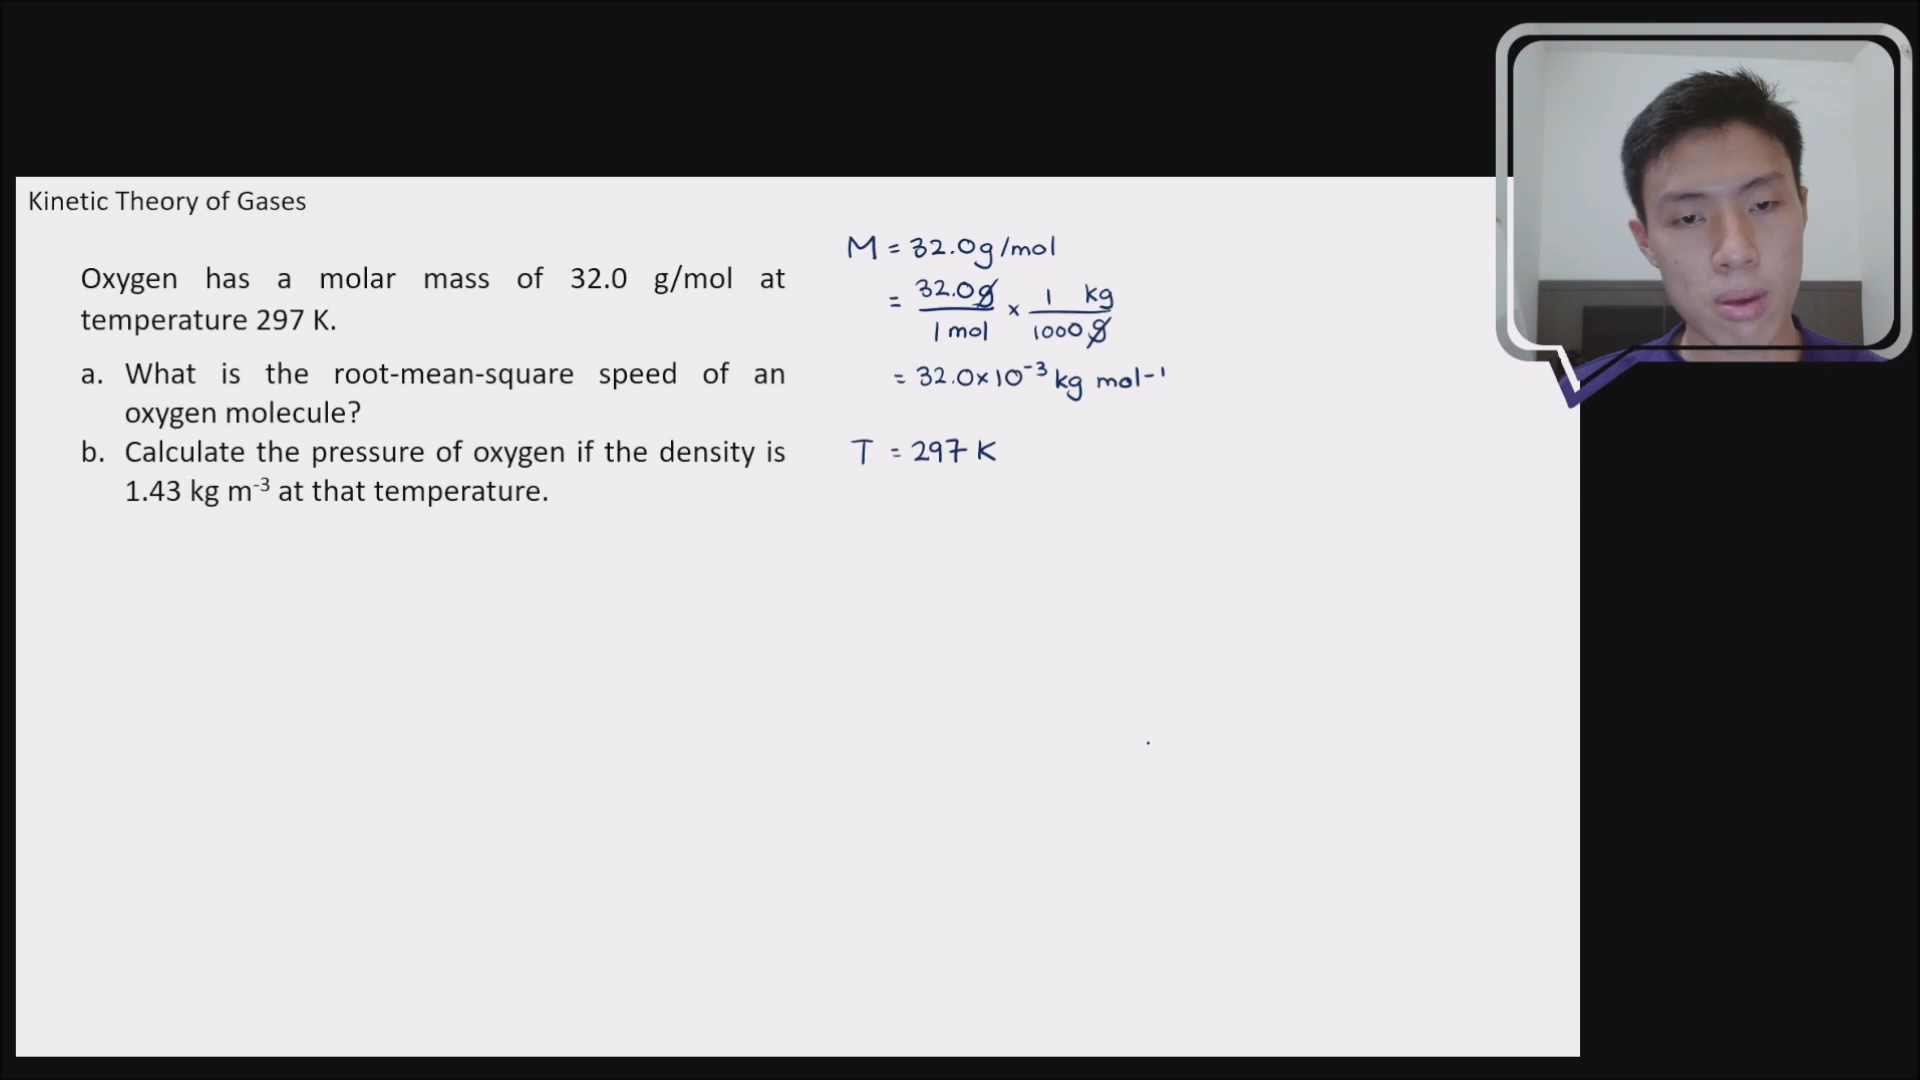 Kinetic Theory of Gases
Oxygen has a molar mass of 32.0 g/mol at
temperature 297 K.
a. What is the root-mean-square speed of an
oxygen molecule?
b. Calculate the pressure of oxygen if the density is
1.43 kg m⁻³ at that temperature.
M = 32.0g/mol
= 32.0g/1 mol × 1 kg/1000 g
= 32.0×10⁻³ kg mol⁻¹
T = 297 K